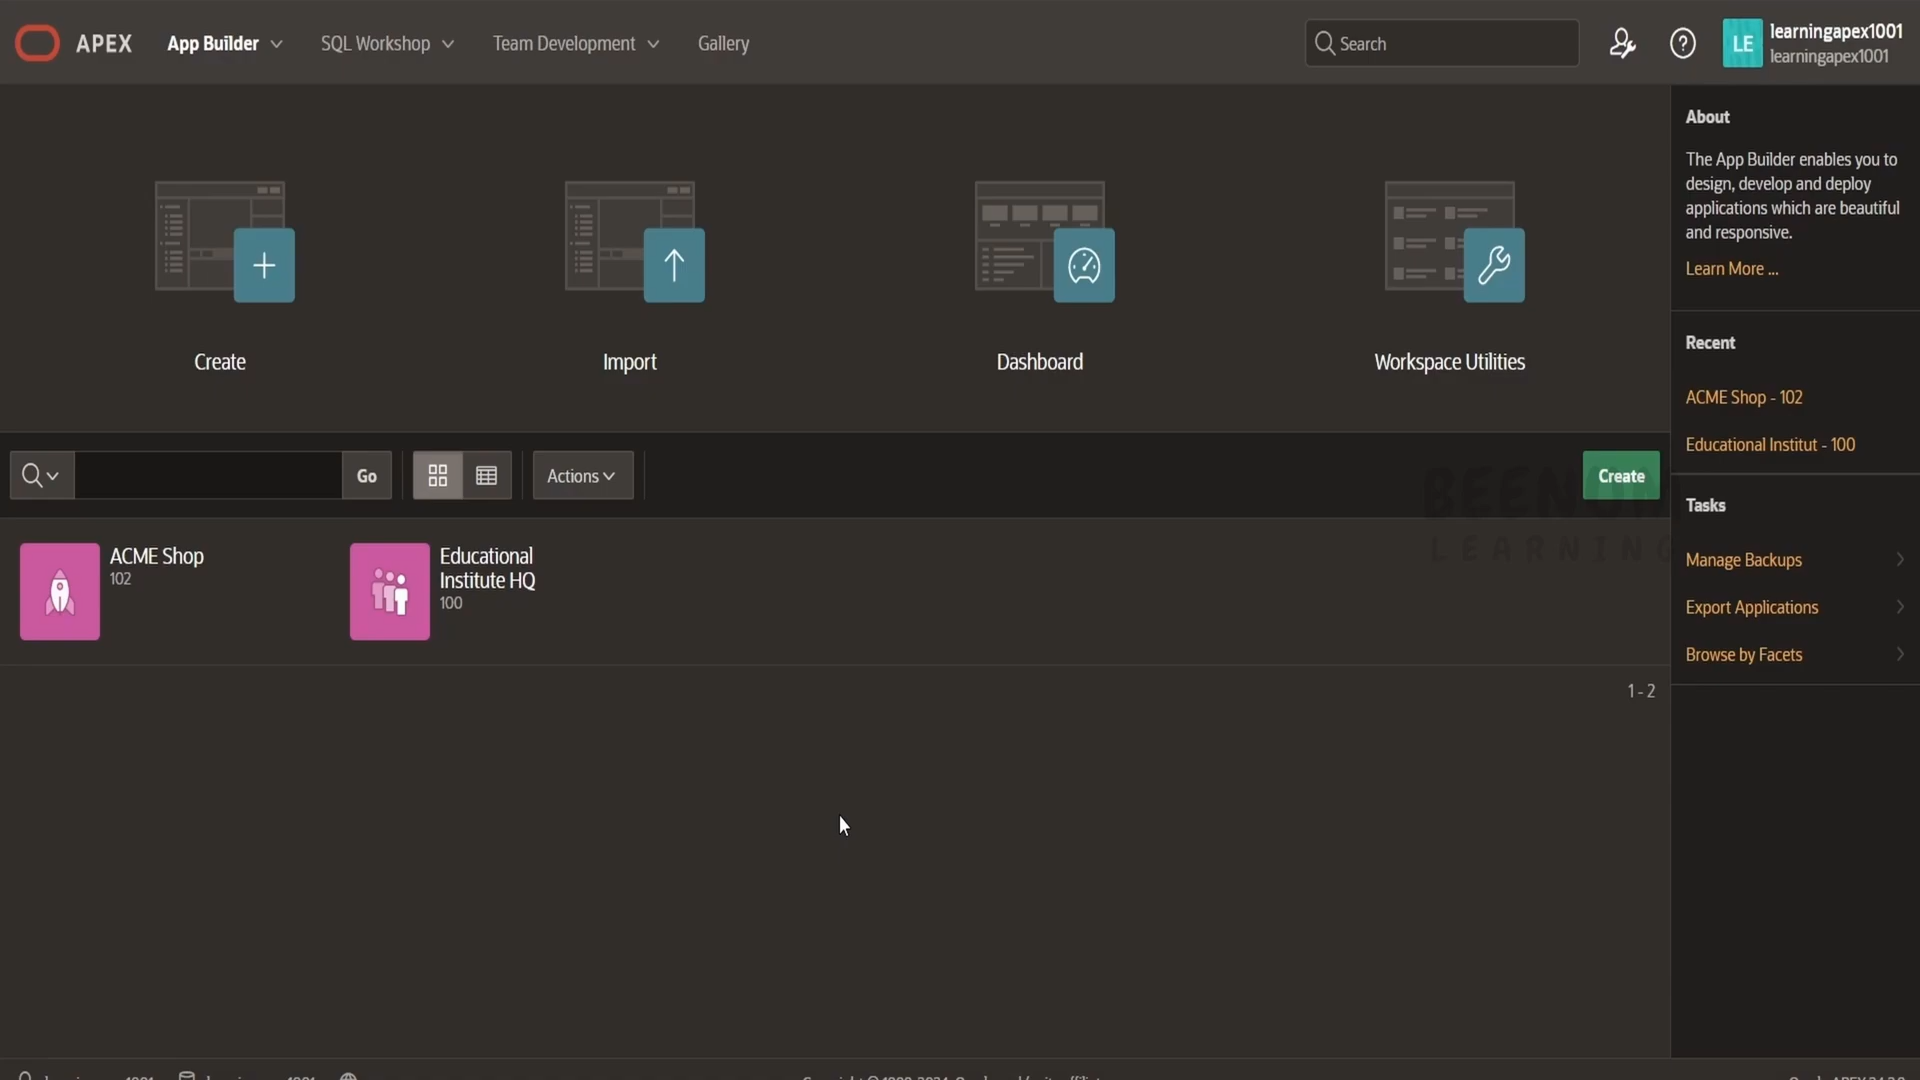 APEX
App Builder
SQL Workshop
Team Development
Gallery
Search
LE
learningapex1001
learningapex1001
Create
Import
Dashboard
Workspace Utilities
Go
Actions
Create
ACME Shop
102
Educational
Institute HQ
100
1 - 2
About
The App Builder enables you to
design, develop and deploy
applications which are beautiful
and responsive.
Learn More ...
Recent
ACME Shop - 102
Educational Institut - 100
Tasks
Manage Backups
Export Applications
Browse by Facets
LEARNING